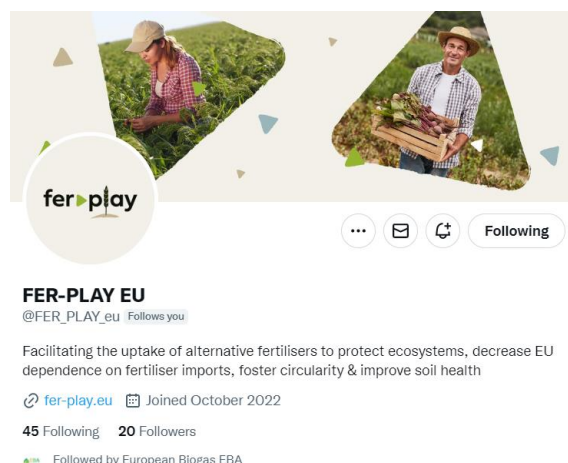 fer play
Following
FER-PLAY EU
@FER_PLAY_eu Follows you
Facilitating the uptake of alternative fertilisers to protect ecosystems, decrease EU
dependence on fertiliser imports, foster circularity & improve soil health
fer-play.eu Joined October 2022
45 Following 20 Followers
Followed by European Biogas EBA